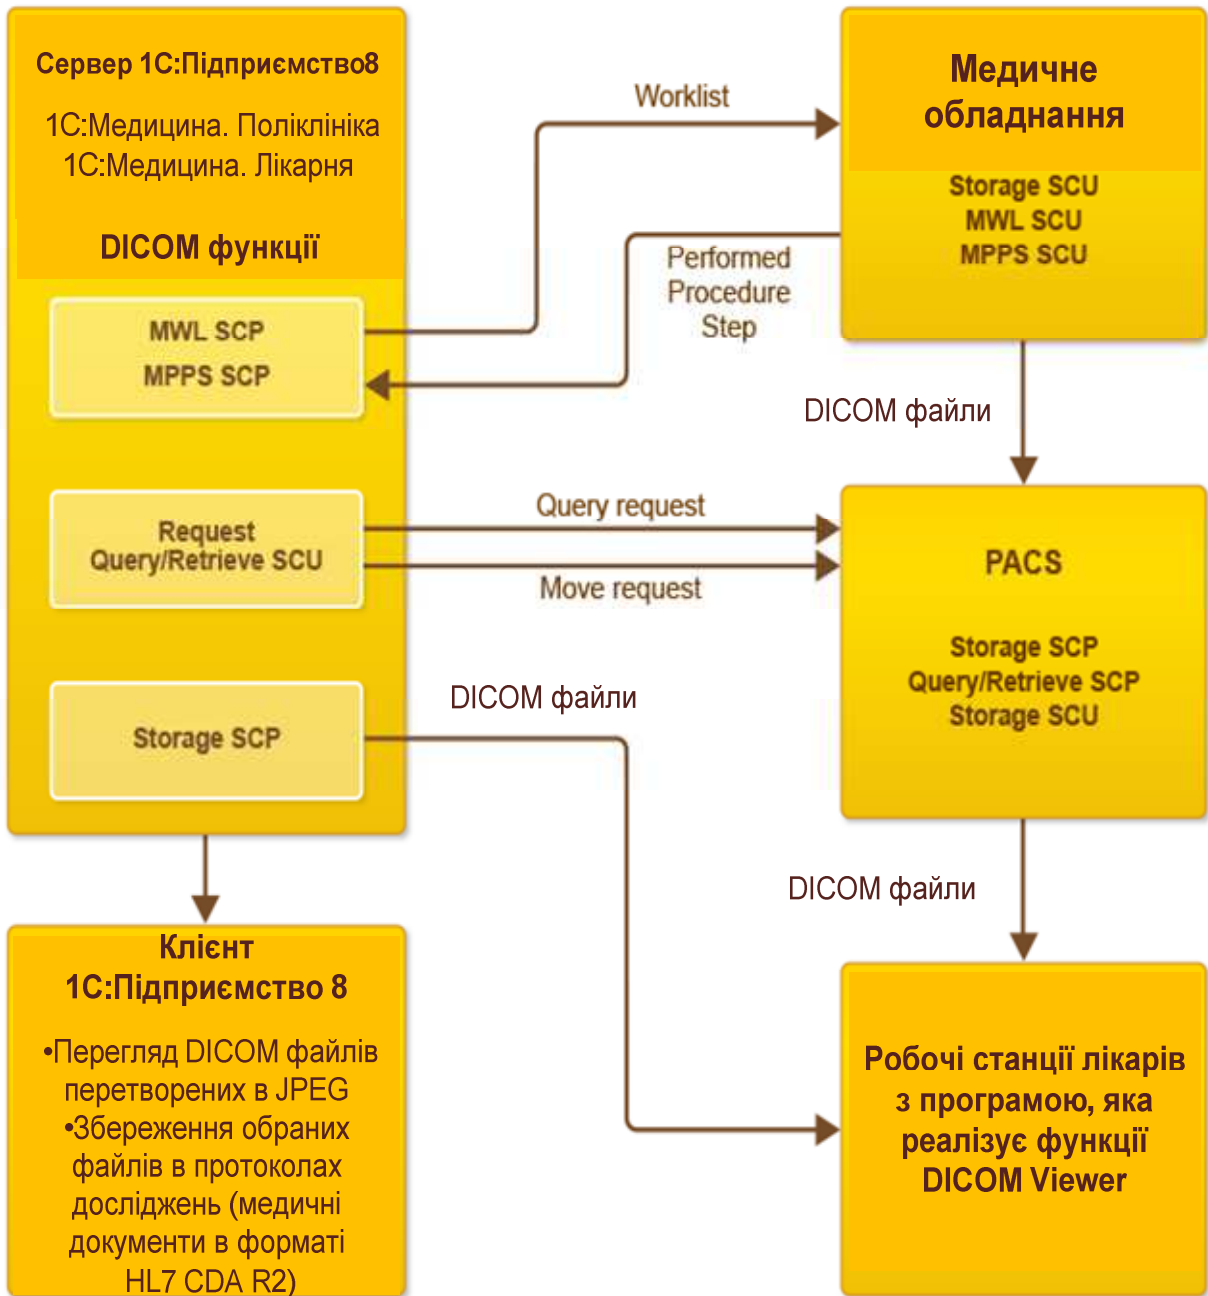 Сервер 1С:Підприємство8
1С:Медицина. Поліклініка
1С:Медицина. Лікарня
DICOM функції
MWL SCP
MPPS SCP
Request
Query/Retrieve SCU
Storage SCP
Worklist
Performed
Procedure
Step
Query request
Move request
DICOM файли
Медичне
обладнання
Storage SCU
MWL SCU
MPPS SCU
DICOM файли
PACS
Storage SCP
Query/Retrieve SCP
Storage SCU
DICOM файли
Клієнт
1С:Підприємство 8
•Перегляд DICOM файлів
перетворених в JPEG
•Збереження обраних
файлів в протоколах
досліджень (медичні
документи в форматі
HL7 CDA R2)
Робочі станції лікарів
з програмою, яка
реалізує функції
DICOM Viewer